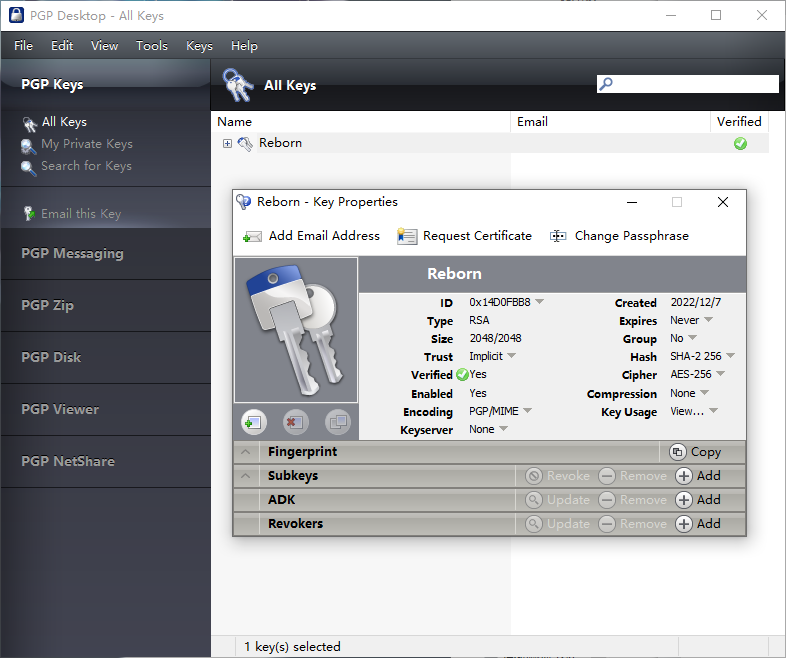 PGP Desktop - All Keys
File Edit View Tools Keys Help
PGP Keys
All Keys
My Private Keys
Search for Keys
Email this Key
PGP Messaging
PGP Zip
PGP Disk
PGP Viewer
PGP NetShare
All Keys
Name Email Verified
Reborn
Reborn - Key Properties
Add Email Address Request Certificate Change Passphrase
Reborn
ID 0x14D0FBB8 Created 2022/12/7
Type RSA Expires Never
Size 2048/2048 Group No
Trust Implicit Hash SHA-2 256
Verified Yes Cipher AES-256
Enabled Yes Compression None
Encoding PGP/MIME Key Usage View...
Keyserver None
Fingerprint Copy
Subkeys Revoke Remove Add
ADK Update Remove Add
Revokers Update Remove Add
1 key(s) selected